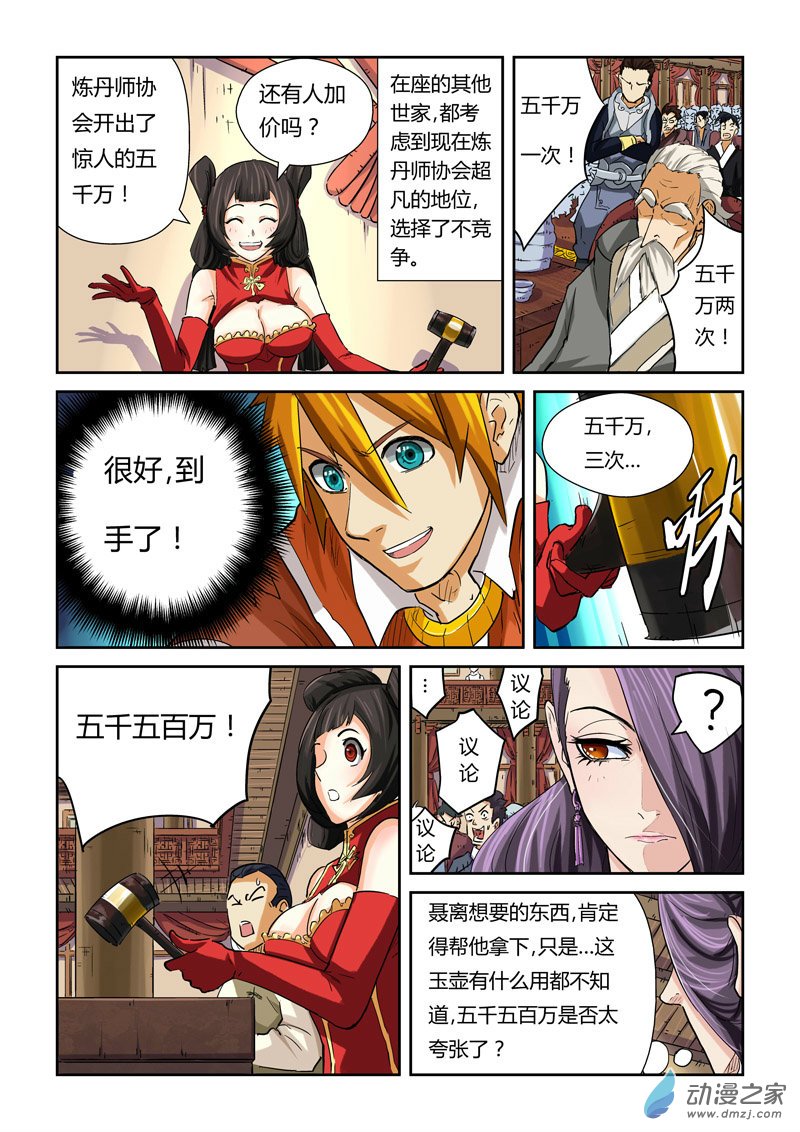 炼丹师协
会开出了
惊人的五
千万！
还有人加
价吗？
在座的其他
世家,都考
虑到现在炼
丹师协会超
凡的地位,
选择了不竞
争。
五千万
一次！
五千
万两
次！
很好,到
手了！
五千万,
三次...
咻
五千五百万！
...
议论
议论
议论
？
聂离想要的东西,肯定
得帮他拿下,只是...这
玉壶有什么用都不知
道,五千五百万是否太
夸张了？
动漫之家
www.dmzj.com